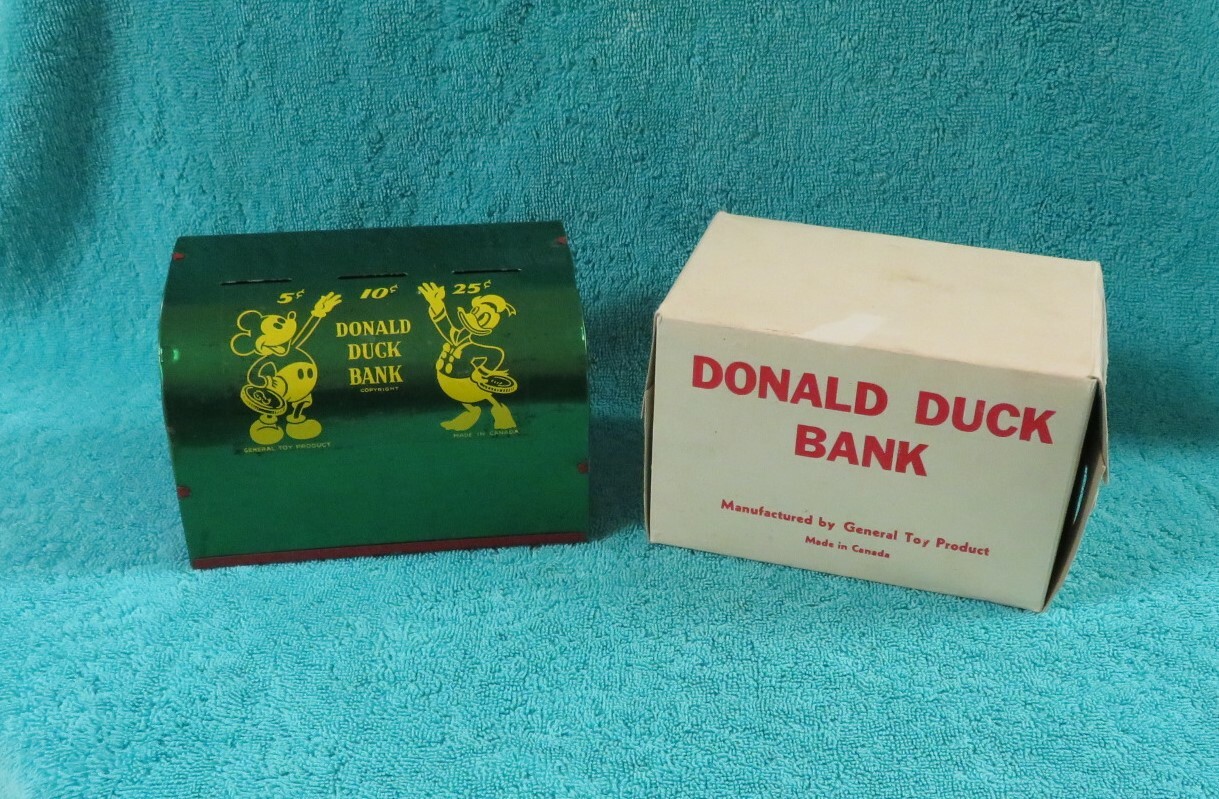 5¢ 10¢ 25¢
DONALD
DUCK
BANK
COPYRIGHT
GENERAL TOY PRODUCT
MADE IN CANADA
DONALD DUCK
BANK
Manufactured by General Toy Product
Made in Canada